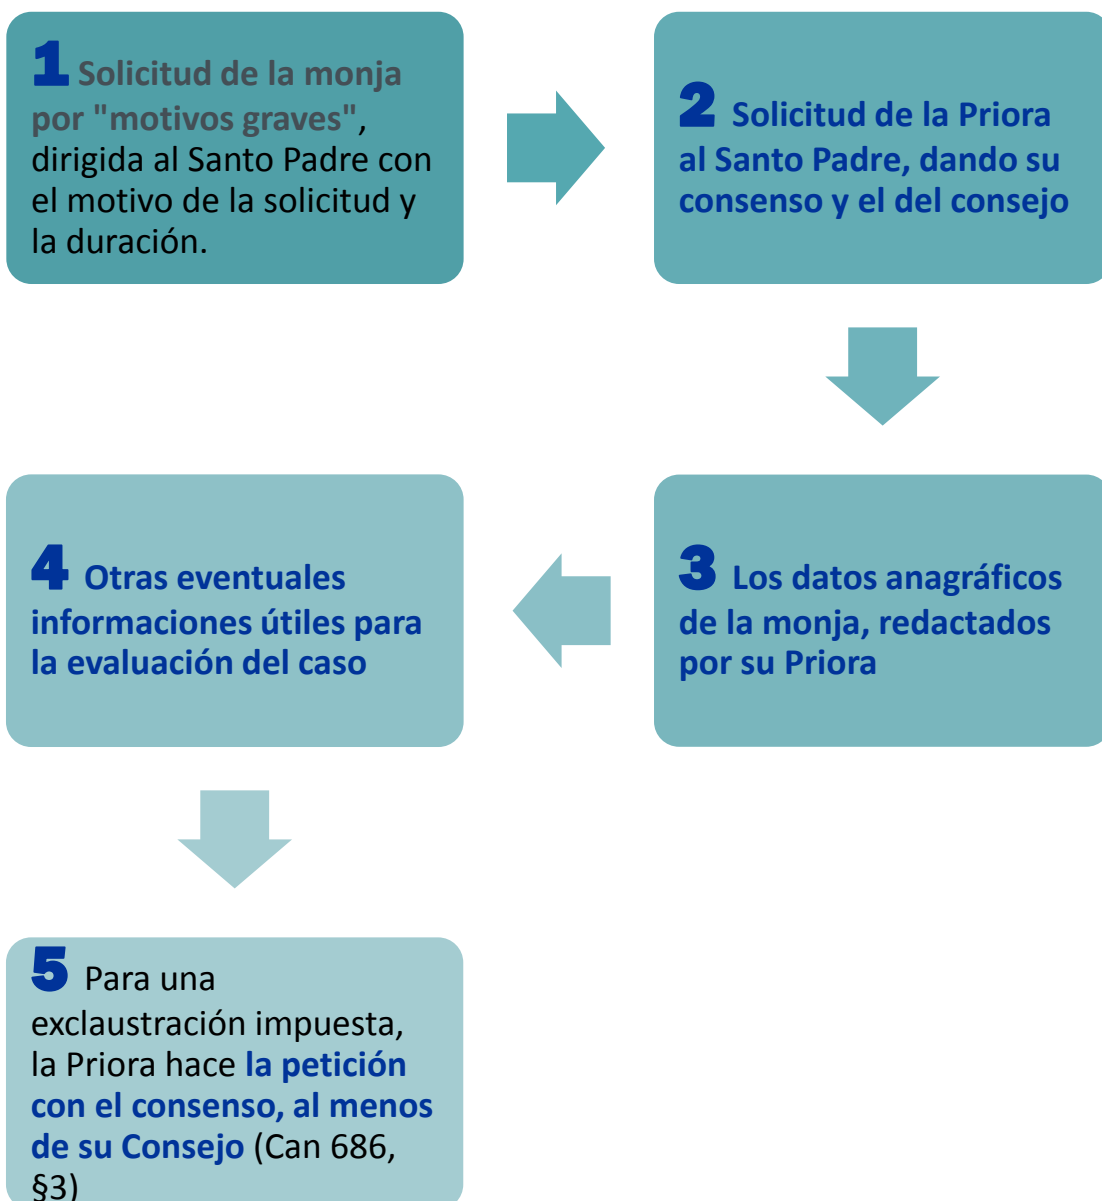 1 Solicitud de la monja
por "motivos graves",
dirigida al Santo Padre con
el motivo de la solicitud y
la duración.
2 Solicitud de la Priora
al Santo Padre, dando su
consenso y el del consejo
3 Los datos anagráficos
de la monja, redactados
por su Priora
4 Otras eventuales
informaciones útiles para
la evaluación del caso
5 Para una
exclaustración impuesta,
la Priora hace la petición
con el consenso, al menos
de su Consejo (Can 686,
§3)